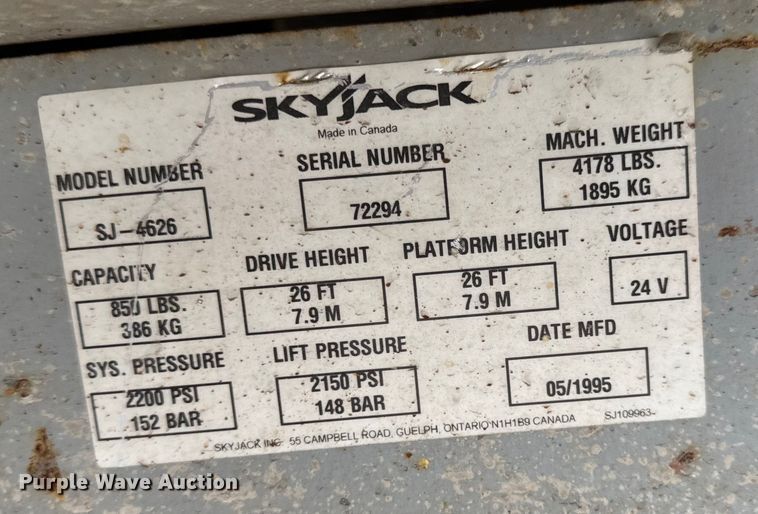 SKYJACK
Made in Canada
MODEL NUMBER
SJ-4626
SERIAL NUMBER
72294
MACH. WEIGHT
4178 LBS.
1895 KG
CAPACITY
850 LBS.
386 KG
DRIVE HEIGHT
26 FT
7.9 M
PLATFORM HEIGHT
26 FT
7.9 M
VOLTAGE
24 V
SYS. PRESSURE
2200 PSI
152 BAR
LIFT PRESSURE
2150 PSI
148 BAR
DATE MFD
05/1995
SKYJACK INC. 55 CAMPBELL ROAD, GUELPH, ONTARIO N1H1B9 CANADA
SJ109963-
Purple Wave Auction